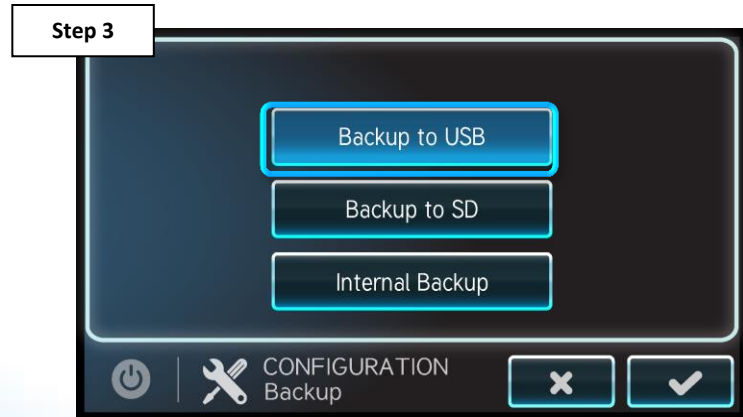 Step 3
Backup to USB
Backup to SD
Internal Backup
CONFIGURATION
Backup